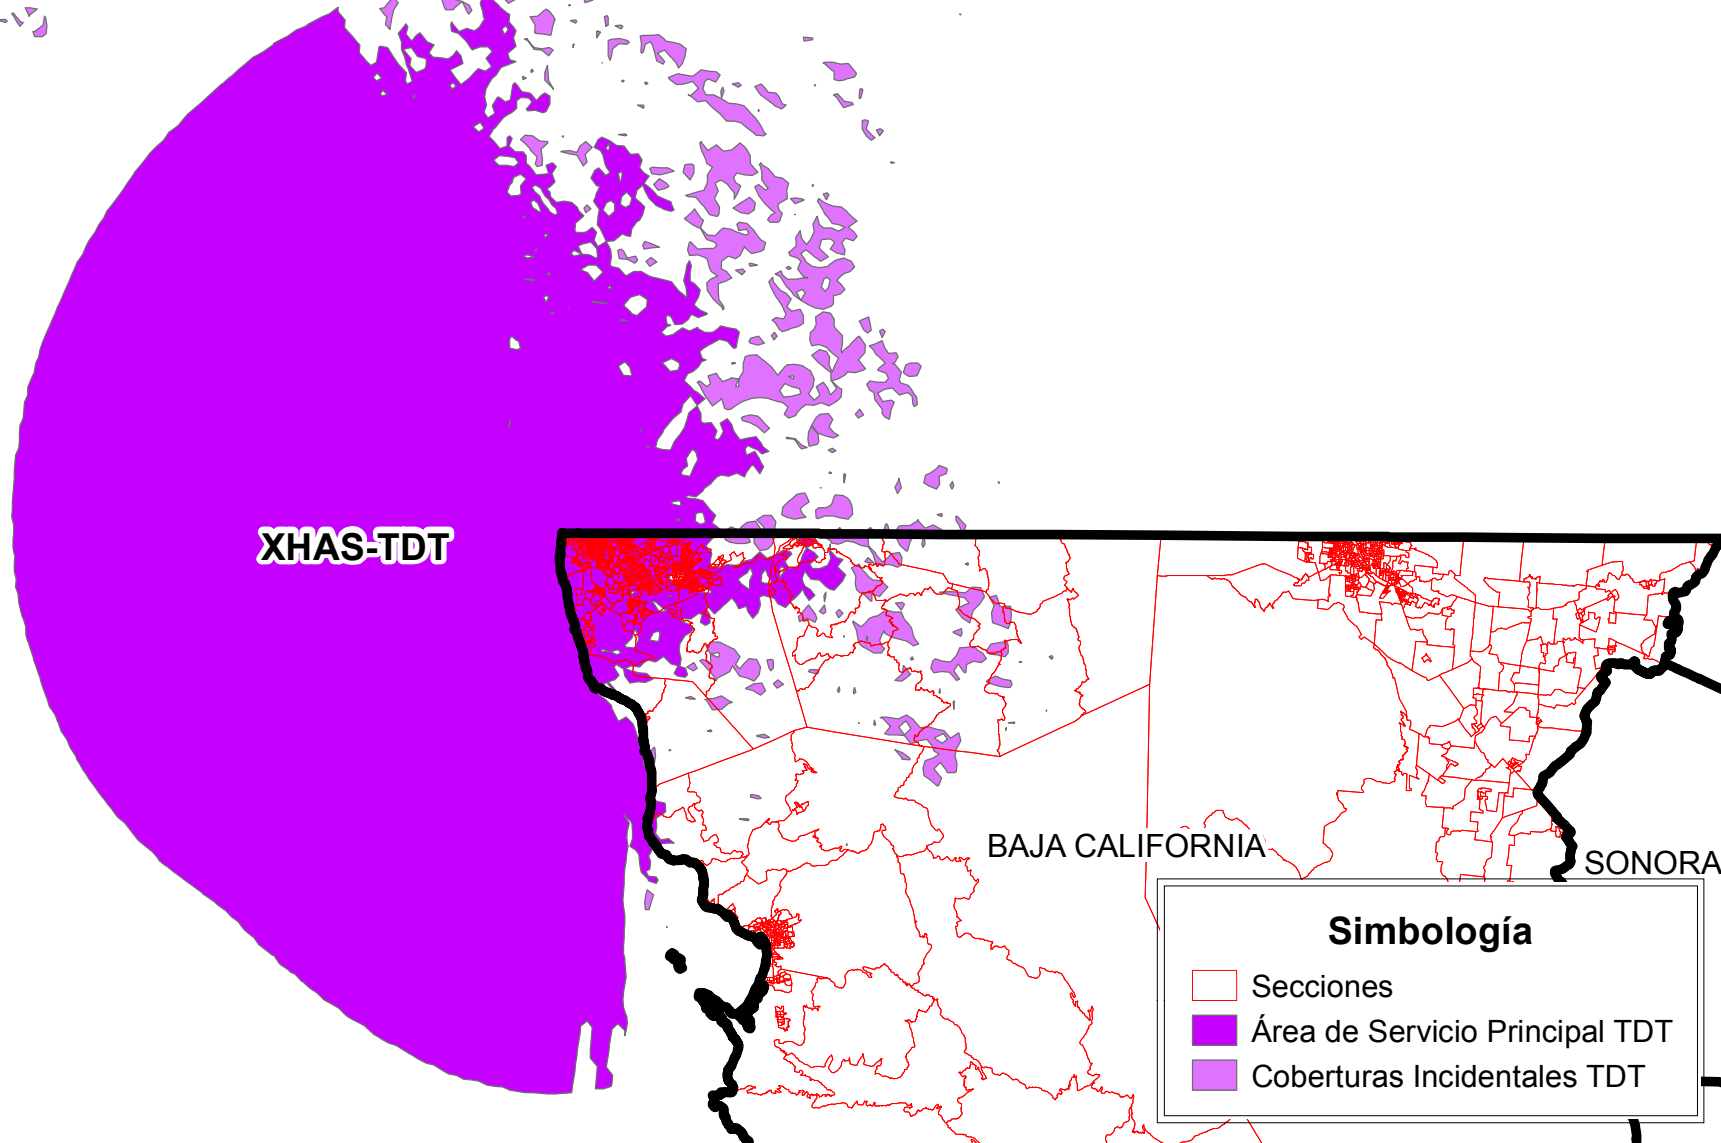 XHAS-TDT
BAJA CALIFORNIA
SONORA
Simbología
Secciones
Área de Servicio Principal TDT
Coberturas Incidentales TDT